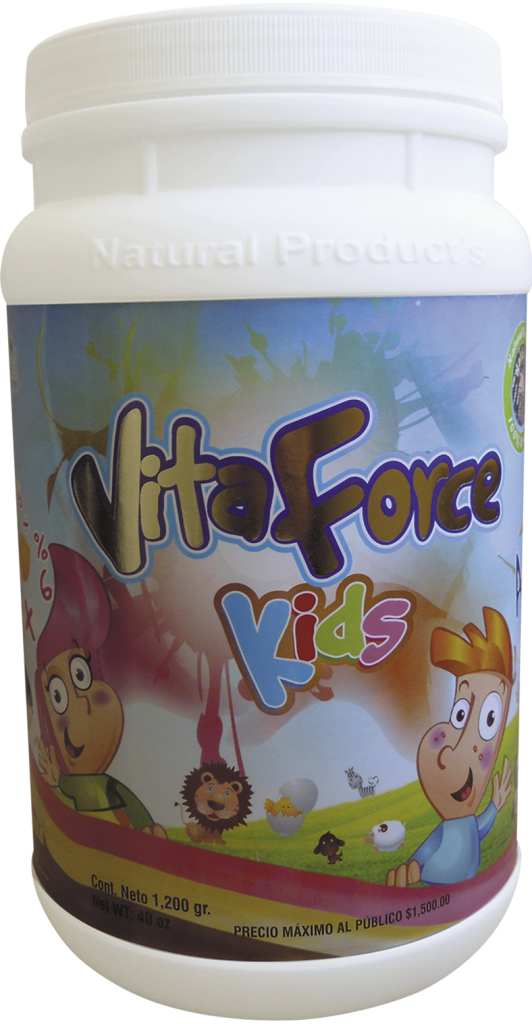 Natural Product's
VitaForce
Kids
Cont. Neto 1,200 gr.
Net WT: 40 oz
PRECIO MÁXIMO AL PÚBLICO $1,500.00